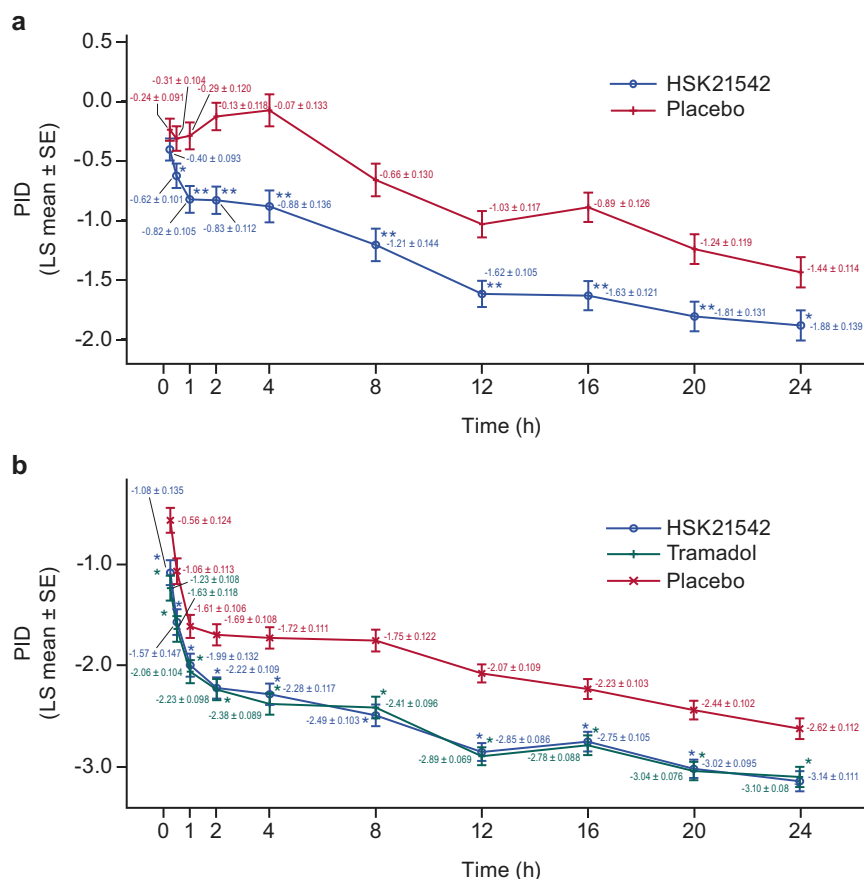 a
0.5
0.0
-0.5
-1.0
-1.5
-2.0
PID
(LS mean ± SE)
HSK21542
Placebo
-0.24 ± 0.091
-0.31 ± 0.104
-0.29 ± 0.120
-0.13 ± 0.118
-0.07 ± 0.133
-0.66 ± 0.130
-1.03 ± 0.117
-0.89 ± 0.126
-1.24 ± 0.119
-1.44 ± 0.114
-0.40 ± 0.093
*
-0.62 ± 0.101
**
-0.82 ± 0.105
**
-0.83 ± 0.112
**
-0.88 ± 0.136
**
-1.21 ± 0.144
-1.62 ± 0.105
**
**
-1.63 ± 0.121
**
-1.81 ± 0.131
*
-1.88 ± 0.139
0 1 2 4 8 12 16 20 24
Time (h)
b
-1.0
-2.0
-3.0
PID
(LS mean ± SE)
HSK21542
Tramadol
Placebo
-1.08 ± 0.135
-0.56 ± 0.124
-1.06 ± 0.113
*
*
-1.23 ± 0.108
*
*
-1.63 ± 0.118
-1.61 ± 0.106
-1.69 ± 0.108
-1.72 ± 0.111
-1.75 ± 0.122
-2.07 ± 0.109
-2.23 ± 0.103
-2.44 ± 0.102
-2.62 ± 0.112
-1.57 ± 0.147
*
*
-1.99 ± 0.132
-2.06 ± 0.104
*
-2.22 ± 0.109
-2.23 ± 0.098
*
*
*
-2.28 ± 0.117
-2.38 ± 0.089
*
-2.41 ± 0.096
-2.49 ± 0.103
*
*
*
-2.85 ± 0.086
-2.89 ± 0.069
*
*
-2.75 ± 0.105
-2.78 ± 0.088
*
*
-3.02 ± 0.095
-3.04 ± 0.076
*
-3.14 ± 0.111
-3.10 ± 0.08
0 1 2 4 8 12 16 20 24
Time (h)